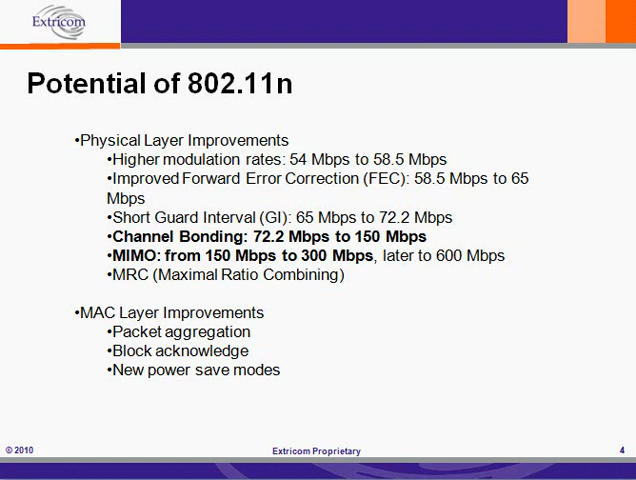 Extricom
Potential of 802.11n
•Physical Layer Improvements
•Higher modulation rates: 54 Mbps to 58.5 Mbps
•Improved Forward Error Correction (FEC): 58.5 Mbps to 65
Mbps
•Short Guard Interval (GI): 65 Mbps to 72.2 Mbps
•Channel Bonding: 72.2 Mbps to 150 Mbps
•MIMO: from 150 Mbps to 300 Mbps, later to 600 Mbps
•MRC (Maximal Ratio Combining)
•MAC Layer Improvements
•Packet aggregation
•Block acknowledge
•New power save modes
© 2010
Extricom Proprietary
4